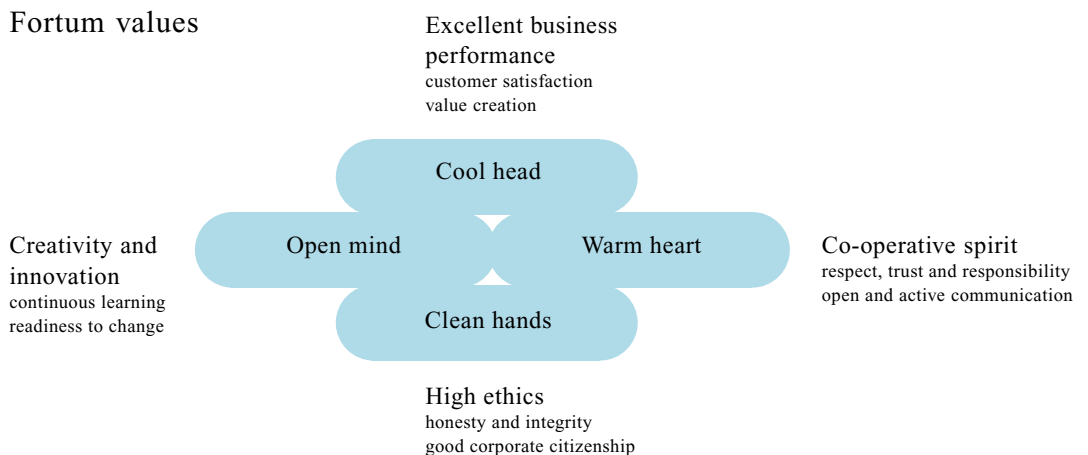 Fortum values
Excellent business
performance
customer satisfaction
value creation
Cool head
Creativity and
innovation
continuous learning
readiness to change
Open mind
Warm heart
Co-operative spirit
respect, trust and responsibility
open and active communication
Clean hands
High ethics
honesty and integrity
good corporate citizenship